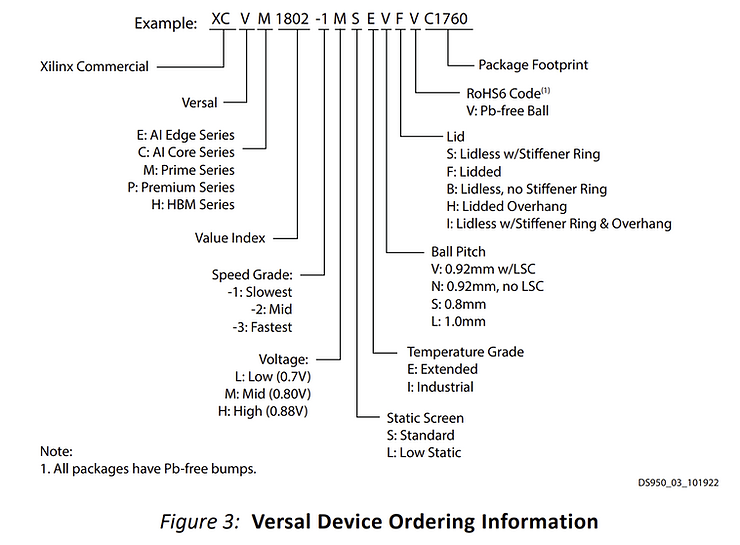 Example: XC V M 1802 -1 M S E V F V C1760
Xilinx Commercial
Package Footprint
Versal
RoHS6 Code(1)
V: Pb-free Ball
E: AI Edge Series
C: AI Core Series
M: Prime Series
P: Premium Series
H: HBM Series
Lid
S: Lidless w/Stiffener Ring
F: Lidded
B: Lidless, no Stiffener Ring
H: Lidded Overhang
I: Lidless w/Stiffener Ring & Overhang
Value Index
Ball Pitch
V: 0.92mm w/LSC
N: 0.92mm, no LSC
S: 0.8mm
L: 1.0mm
Speed Grade:
-1: Slowest
-2: Mid
-3: Fastest
Temperature Grade
E: Extended
I: Industrial
Voltage:
L: Low (0.7V)
M: Mid (0.80V)
H: High (0.88V)
Static Screen
S: Standard
L: Low Static
Note:
1. All packages have Pb-free bumps.
DS950_03_101922
Figure 3: Versal Device Ordering Information